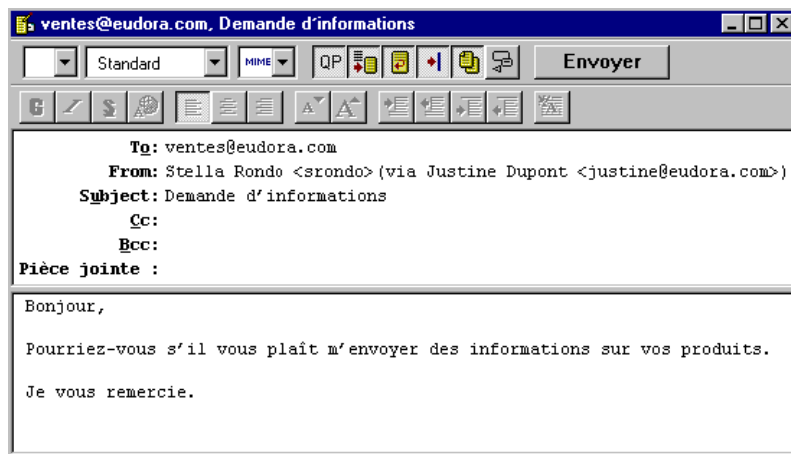 ventes@eudora.com, Demande d'informations
Standard MIME QP Envoyer
G I S A A A
To: ventes@eudora.com
From: Stella Rondo <srondo>(via Justine Dupont <justine@eudora.com>)
Subject: Demande d'informations
Cc:
Bcc:
Pièce jointe :
Bonjour,
Pourriez-vous s'il vous plaît m'envoyer des informations sur vos produits.
Je vous remercie.